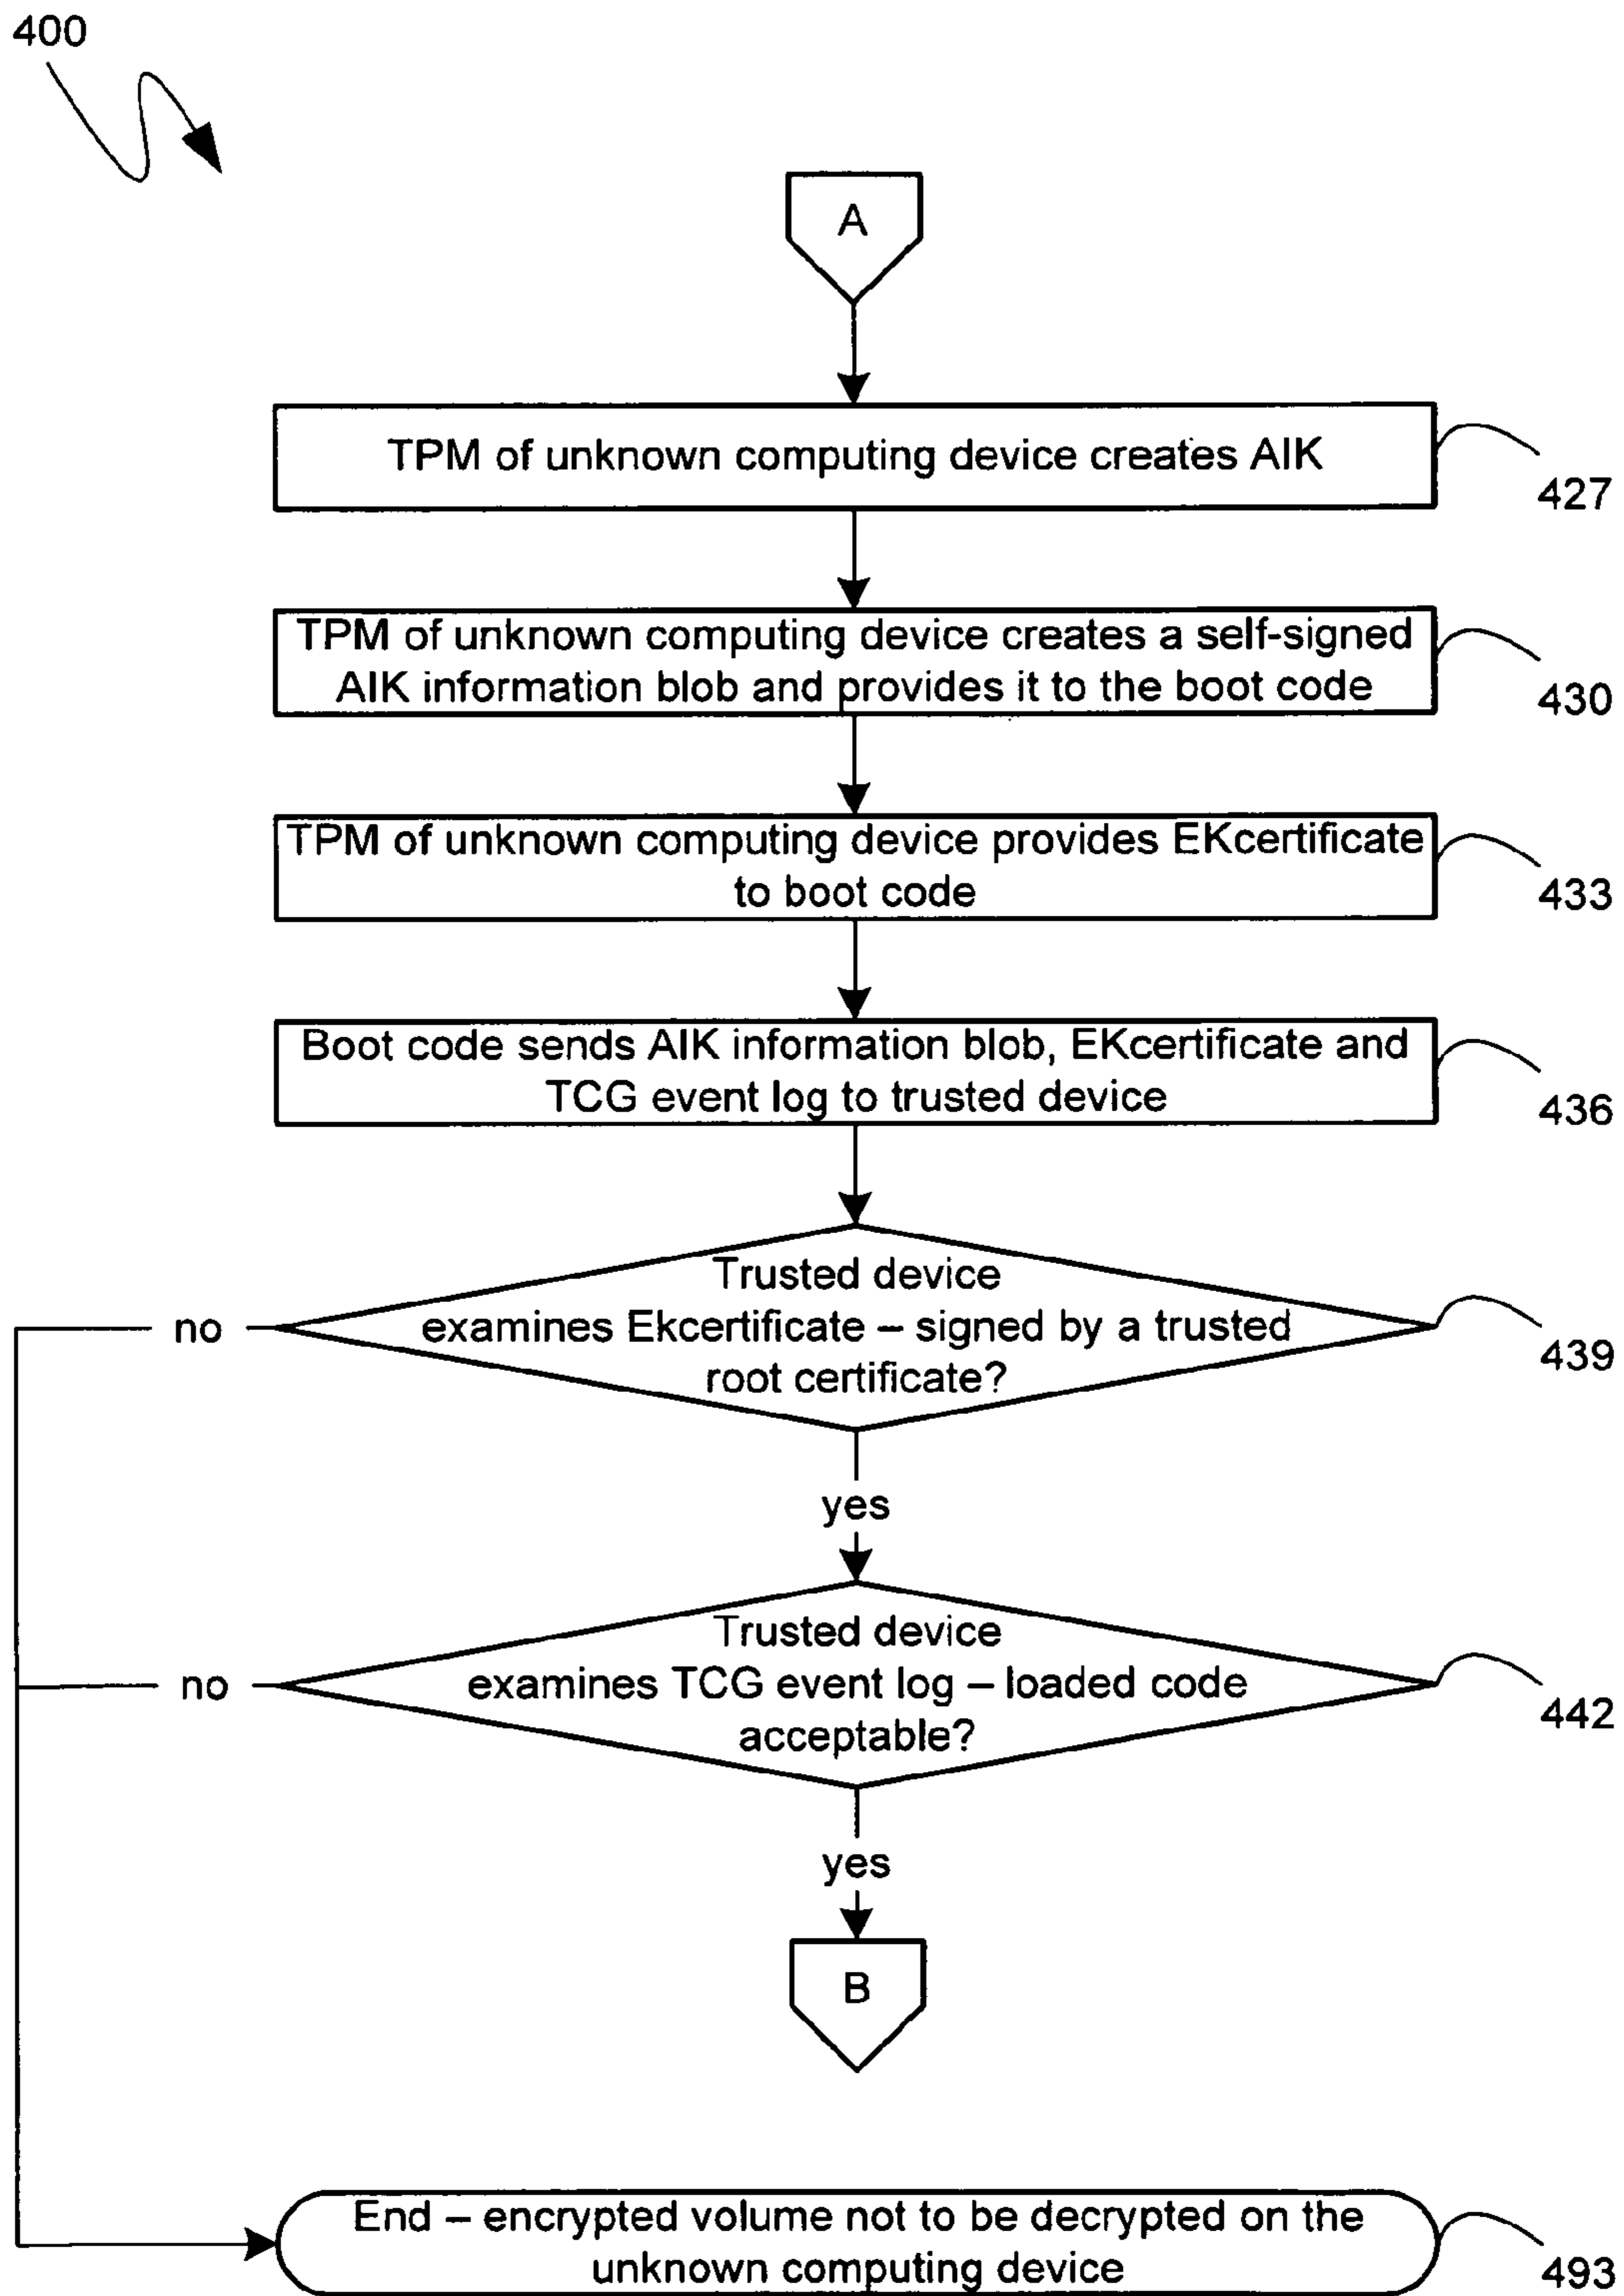 400
A
TPM of unknown computing device creates AIK
427
TPM of unknown computing device creates a self-signed
AIK information blob and provides it to the boot code
430
TPM of unknown computing device provides EKcertificate
to boot code
433
Boot code sends AIK information blob, EKcertificate and
TCG event log to trusted device
436
Trusted device
examines Ekcertificate – signed by a trusted
root certificate?
439
no
yes
Trusted device
examines TCG event log – loaded code
acceptable?
442
no
yes
B
End – encrypted volume not to be decrypted on the
unknown computing device
493